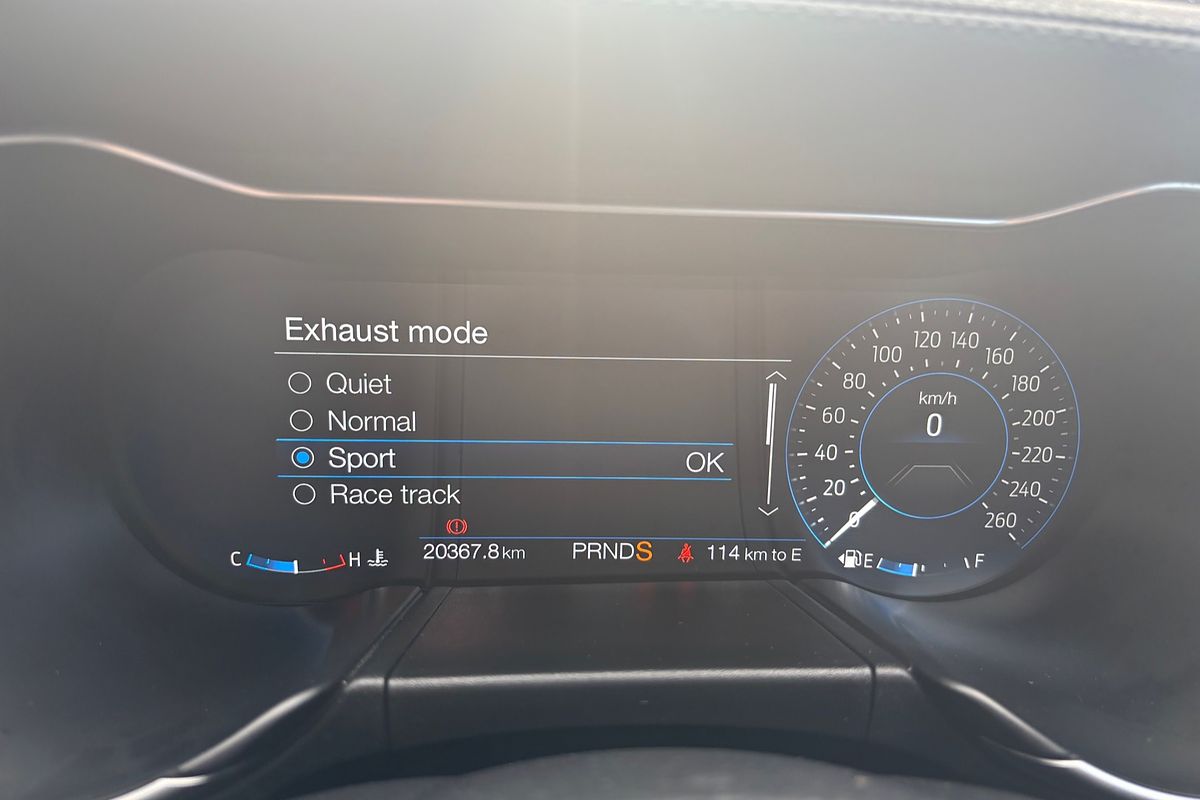 Exhaust mode
Quiet
Normal
Sport OK
Race track
20367.8 km PRNDS 114 km to E
C H
0 20 40 60 80 100 120 140 160 180 200 220 240 260
km/h
0
E F